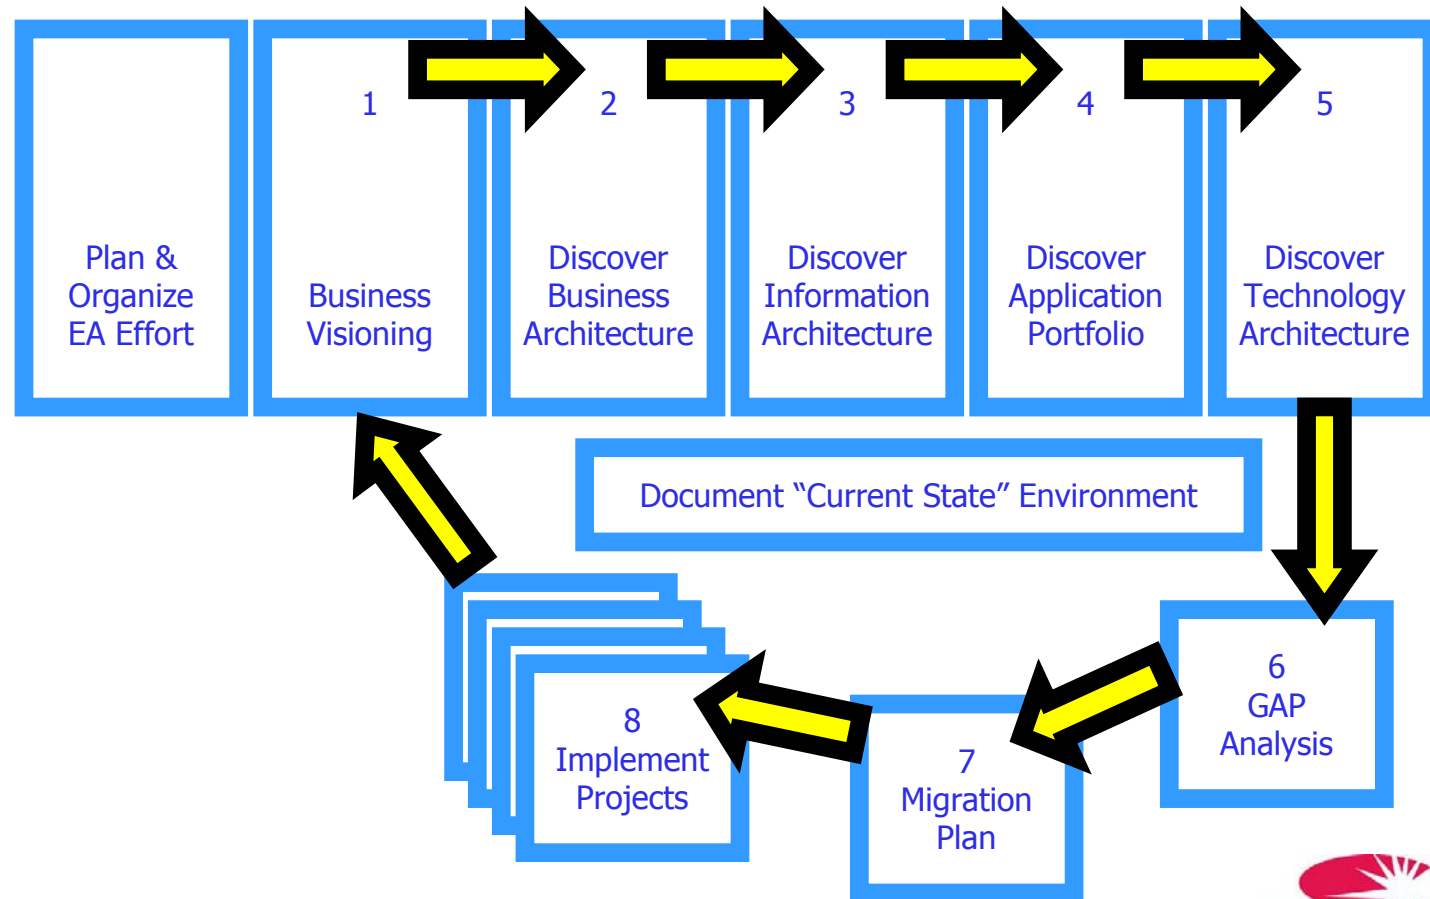 Plan &
Organize
EA Effort
1
Business
Visioning
2
Discover
Business
Architecture
3
Discover
Information
Architecture
4
Discover
Application
Portfolio
5
Discover
Technology
Architecture
Document “Current State” Environment
6
GAP
Analysis
7
Migration
Plan
8
Implement
Projects